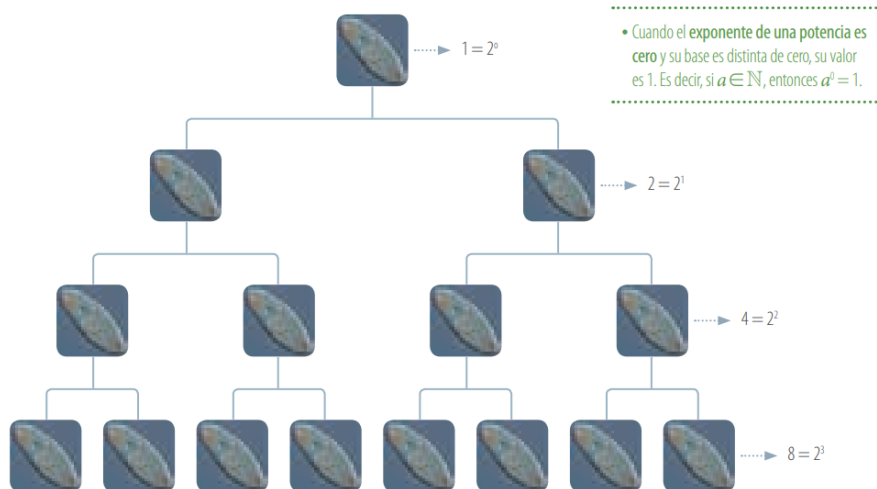 1 = 2⁰
• Cuando el exponente de una potencia es
cero y su base es distinta de cero, su valor
es 1. Es decir, si a ∈ ℕ, entonces a⁰ = 1.
2 = 2¹
4 = 2²
8 = 2³